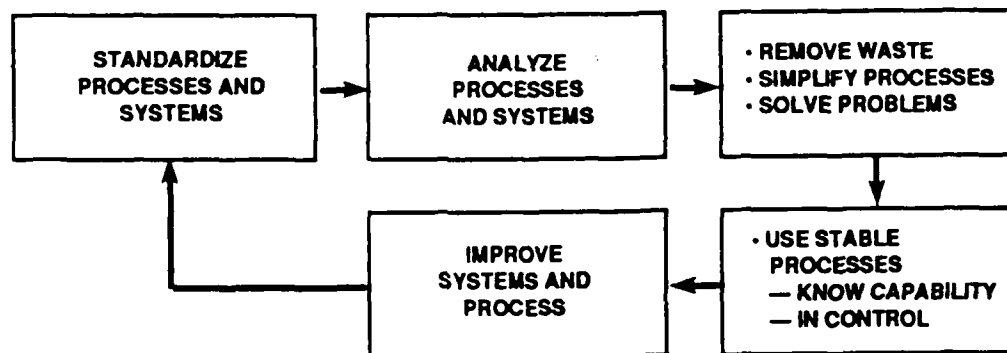 STANDARDIZE
PROCESSES AND
SYSTEMS
ANALYZE
PROCESSES
AND SYSTEMS
• REMOVE WASTE
• SIMPLIFY PROCESSES
• SOLVE PROBLEMS
• USE STABLE
PROCESSES
— KNOW CAPABILITY
— IN CONTROL
IMPROVE
SYSTEMS AND
PROCESS